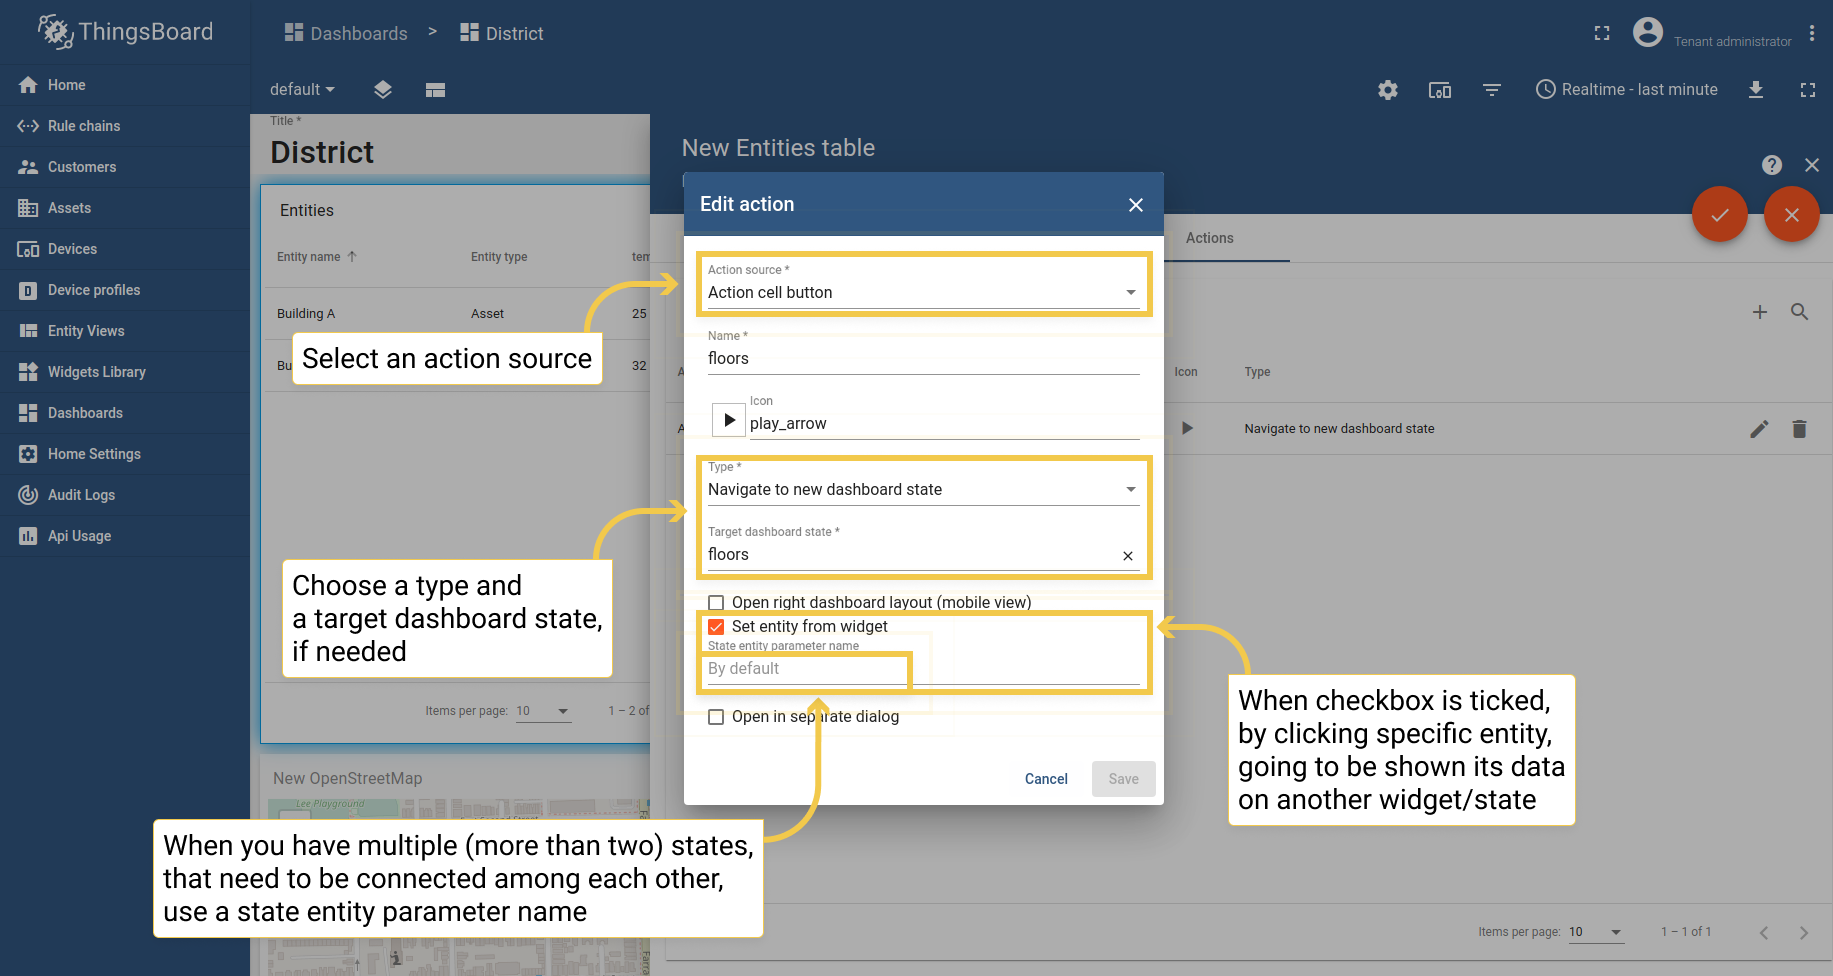 ThingsBoard
Dashboards > District
Tenant administrator
Home
Rule chains
Customers
Assets
Devices
Device profiles
Entity Views
Widgets Library
Dashboards
Home Settings
Audit Logs
Api Usage
default
Realtime - last minute
Title *
District
Entities
Entity name
Entity type
tem
Building A
Asset
25
Bu
32
Items per page: 10
1 – 2 of
New OpenStreetMap
Lee Playground
New Entities table
Actions
Icon
Type
Navigate to new dashboard state
Items per page: 10
1 – 1 of 1
Edit action
Action source *
Action cell button
Name *
floors
Icon
play_arrow
Type *
Navigate to new dashboard state
Target dashboard state *
floors
Open right dashboard layout (mobile view)
Set entity from widget
State entity parameter name
By default
Open in separate dialog
Cancel
Save
Select an action source
Choose a type and
a target dashboard state,
if needed
When checkbox is ticked,
by clicking specific entity,
going to be shown its data
on another widget/state
When you have multiple (more than two) states,
that need to be connected among each other,
use a state entity parameter name